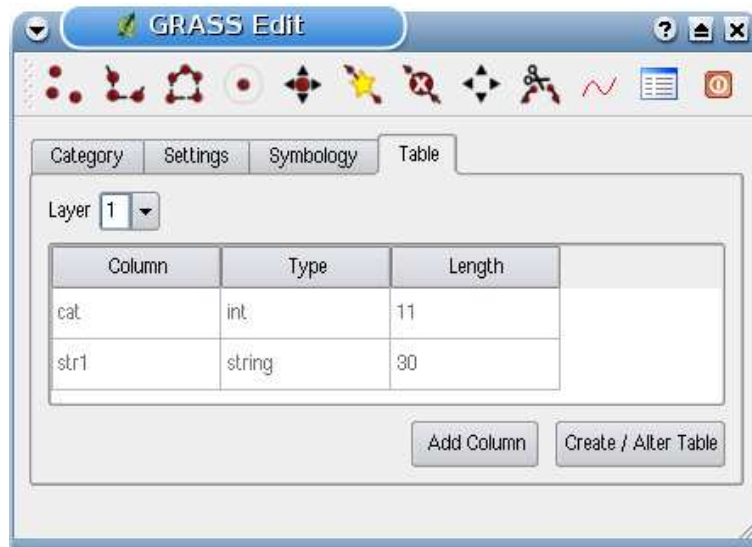 GRASS Edit
Category Settings Symbology Table
Layer 1
Column Type Length
cat int 11
str1 string 30
Add Column Create / Alter Table